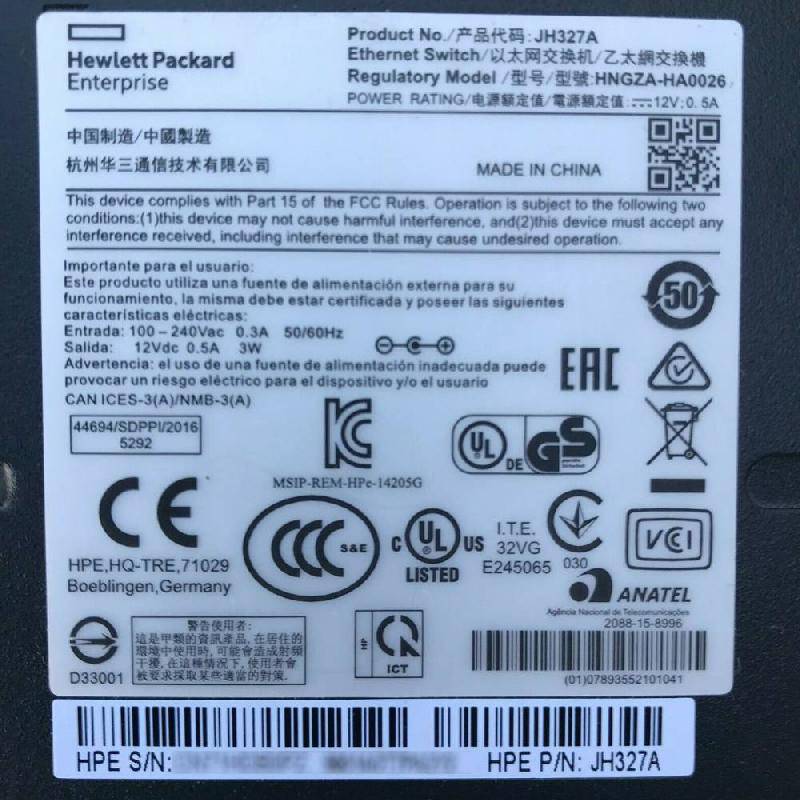 Hewlett Packard
Enterprise
Product No./产品代码: JH327A
Ethernet Switch/以太网交换机/乙太網交換機
Regulatory Model /型号/型號:HNGZA-HA0026
POWER RATING/电源额定值/電源額定值: ⎓12V; 0.5A
中国制造/中國製造
杭州华三通信技术有限公司
MADE IN CHINA
This device complies with Part 15 of the FCC Rules. Operation is subject to the following two
conditions:(1)this device may not cause harmful interference, and(2)this device must accept any
interference received, including interference that may cause undesired operation.
Importante para el usuario:
Este producto utiliza una fuente de alimentación externa para su
funcionamiento, la misma debe estar certificada y poseer las siguientes
características eléctricas:
Entrada: 100-240Vac 0.3A 50/60Hz
Salida: 12Vdc 0.5A 3W
Advertencia: el uso de una fuente de alimentación inadecuada puede
provocar un riesgo eléctrico para el dispositivo y/o el usuario
CAN ICES-3(A)/NMB-3(A)
50
EAC
44694/SDPPI/2016
5292
MSIP-REM-HPe-14205G
UL
DE
GS
CE
HPE,HQ-TRE,71029
Boeblingen,Germany
CCC S&E
C UL US
LISTED
I.T.E.
32VG
E245065
030
VCI
ANATEL
Agência Nacional de Telecomunicações
2088-15-8996
(01)07893552101041
D33001
警告使用者:
這是甲類的資訊產品, 在居住的
環境中使用時, 可能會造成射頻
干擾, 在這種情況下, 使用者會
被要求採取某些適當的對策.
HP
ICT
HPE S/N:
HPE P/N: JH327A